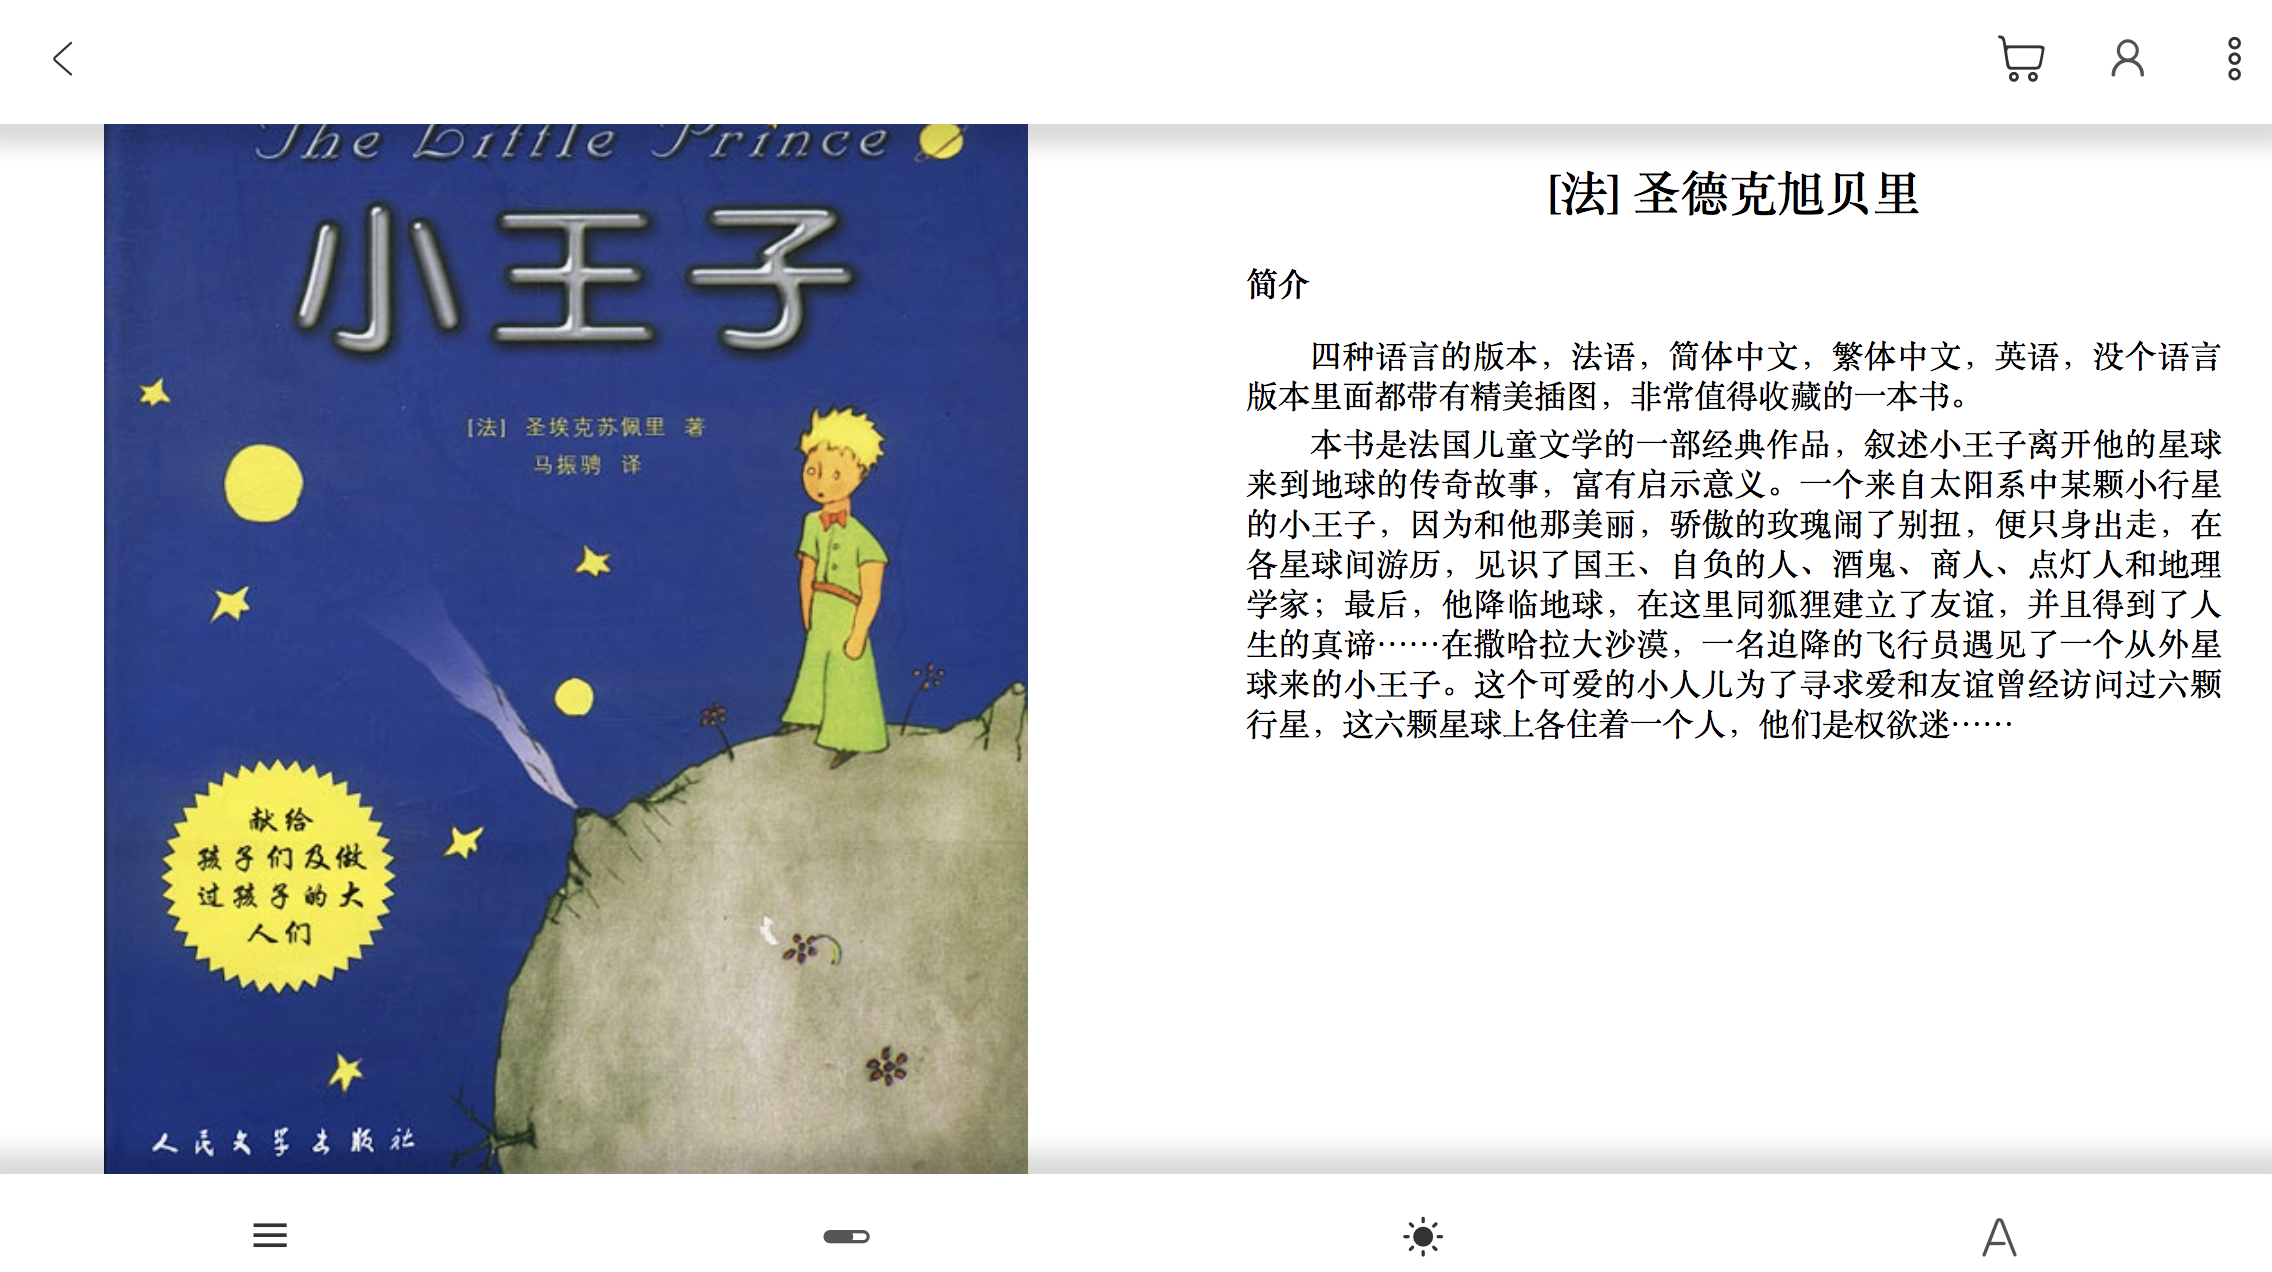 The Little Prince
小王子
[法] 圣埃克苏佩里 著
马振骋 译
献给
孩子们及做
过孩子的大
人们
人民文学出版社
[法] 圣德克旭贝里
简介
四种语言的版本，法语，简体中文，繁体中文，英语，没个语言
版本里面都带有精美插图，非常值得收藏的一本书。
本书是法国儿童文学的一部经典作品，叙述小王子离开他的星球
来到地球的传奇故事，富有启示意义。一个来自太阳系中某颗小行星
的小王子，因为和他那美丽，骄傲的玫瑰闹了别扭，便只身出走，在
各星球间游历，见识了国王、自负的人、酒鬼、商人、点灯人和地理
学家；最后，他降临地球，在这里同狐狸建立了友谊，并且得到了人
生的真谛……在撒哈拉大沙漠，一名迫降的飞行员遇见了一个从外星
球来的小王子。这个可爱的小人儿为了寻求爱和友谊曾经访问过六颗
行星，这六颗星球上各住着一个人，他们是权欲迷……
A